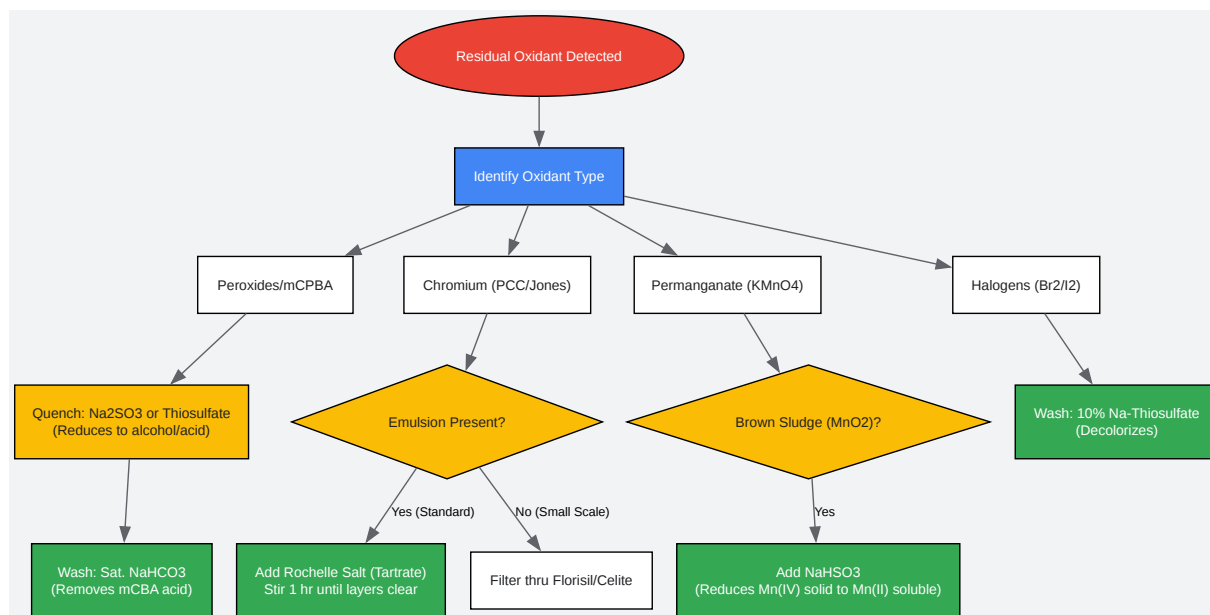 Residual Oxidant Detected
Identify Oxidant Type
Peroxides/mCPBA
Chromium (PCC/Jones)
Permanganate (KMnO4)
Halogens (Br2/I2)
Quench: Na2SO3 or Thiosulfate
(Reduces to alcohol/acid)
Emulsion Present?
Brown Sludge (MnO2)?
Wash: 10% Na-Thiosulfate
(Decolorizes)
Yes (Standard)
No (Small Scale)
Yes
Wash: Sat. NaHCO3
(Removes mCBA acid)
Add Rochelle Salt (Tartrate)
Stir 1 hr until layers clear
Filter thru Florisil/Celite
Add NaHSO3
(Reduces Mn(IV) solid to Mn(II) soluble)